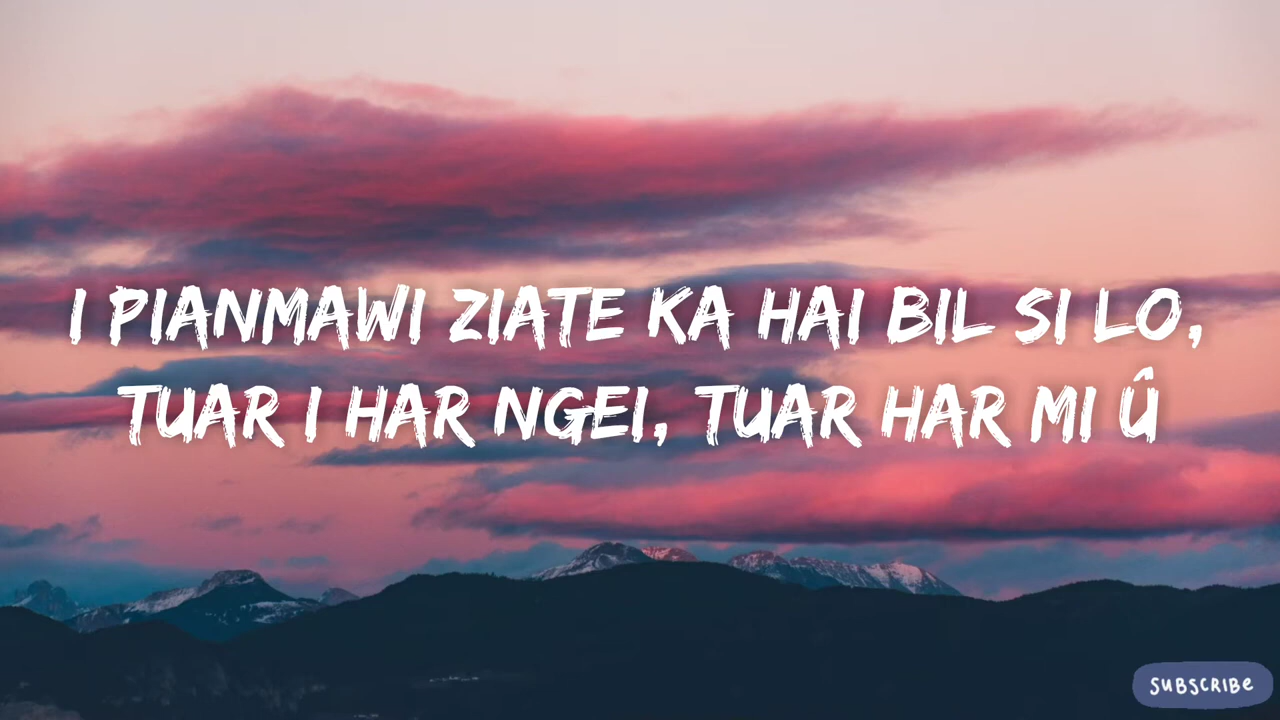 I PIANMAWI ZIATE KA HAI BIL SI LO,
TUAR I HAR NGEI, TUAR HAR MI Û
SUBSCRIBE